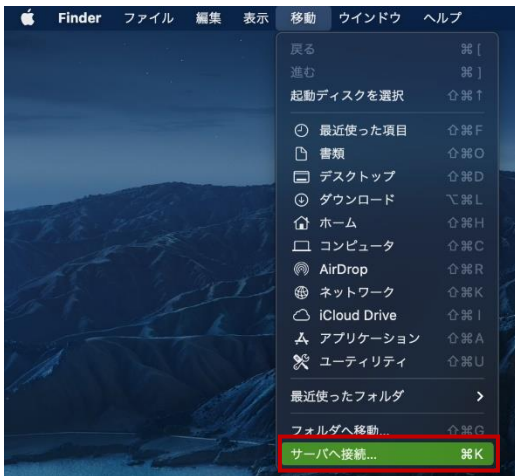 Finder ファイル 編集 表示 移動 ウインドウ ヘルプ
戻る ⌘ [
進む ⌘ ]
起動ディスクを選択 ⇧⌘↑
最近使った項目 ⇧⌘F
書類 ⇧⌘O
デスクトップ ⇧⌘D
ダウンロード ⌥⌘L
ホーム ⇧⌘H
コンピュータ ⇧⌘C
AirDrop ⇧⌘R
ネットワーク ⇧⌘K
iCloud Drive ⇧⌘I
アプリケーション ⇧⌘A
ユーティリティ ⇧⌘U
最近使ったフォルダ >
フォルダへ移動... ⇧⌘G
サーバへ接続... ⌘K